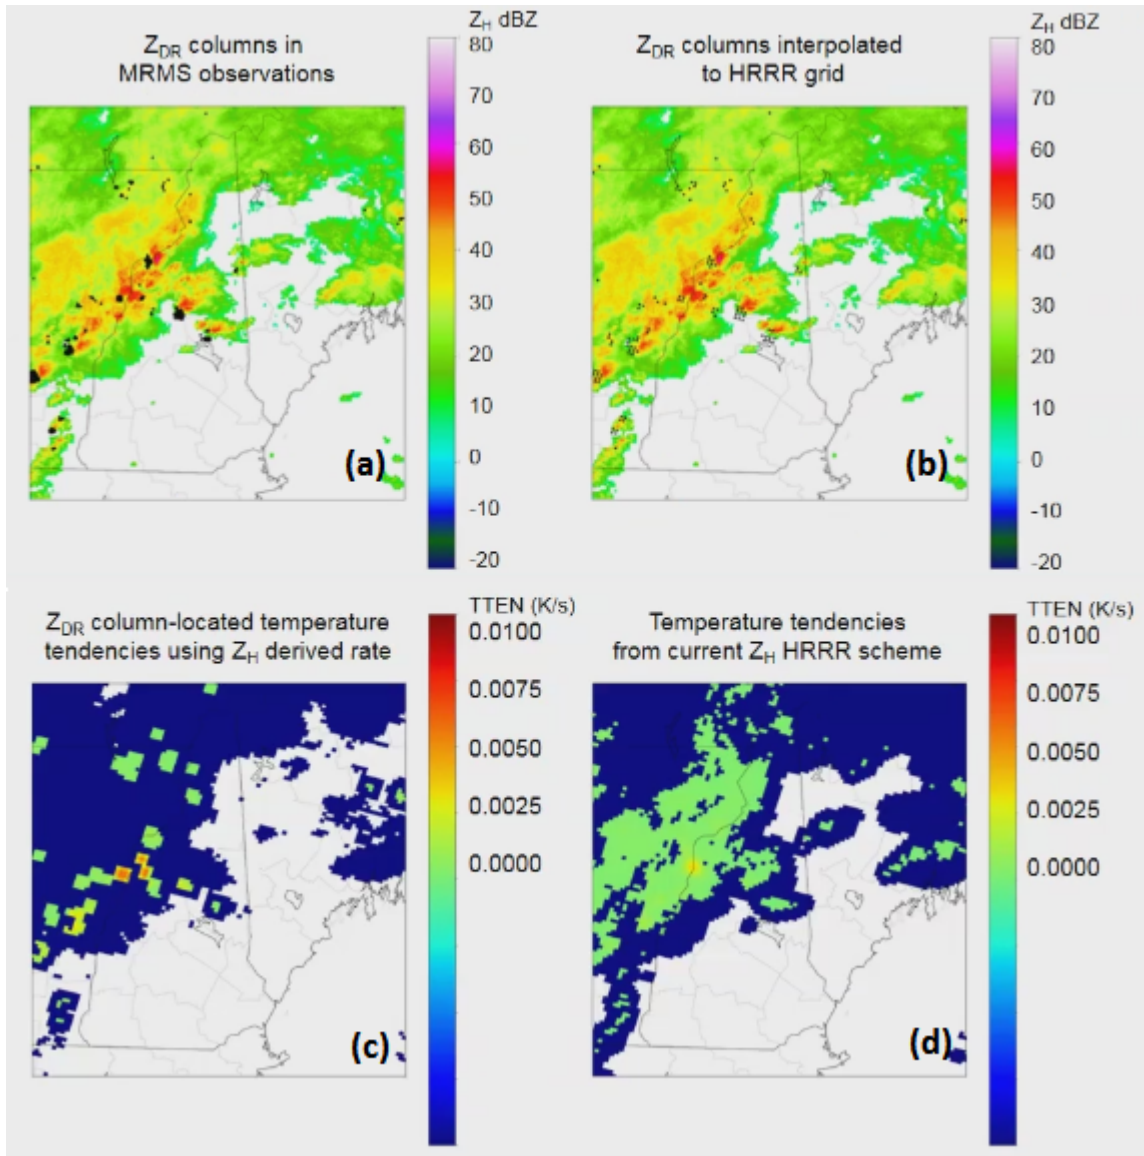 Z_H dBZ
Z_DR columns in
MRMS observations
80
70
60
50
40
30
20
10
0
-10
-20
(a)
Z_H dBZ
Z_DR columns interpolated
to HRRR grid
80
70
60
50
40
30
20
10
0
-10
-20
(b)
TTEN (K/s)
Z_DR column-located temperature
tendencies using Z_H derived rate
0.0100
0.0075
0.0050
0.0025
0.0000
(c)
TTEN (K/s)
Temperature tendencies
from current Z_H HRRR scheme
0.0100
0.0075
0.0050
0.0025
0.0000
(d)